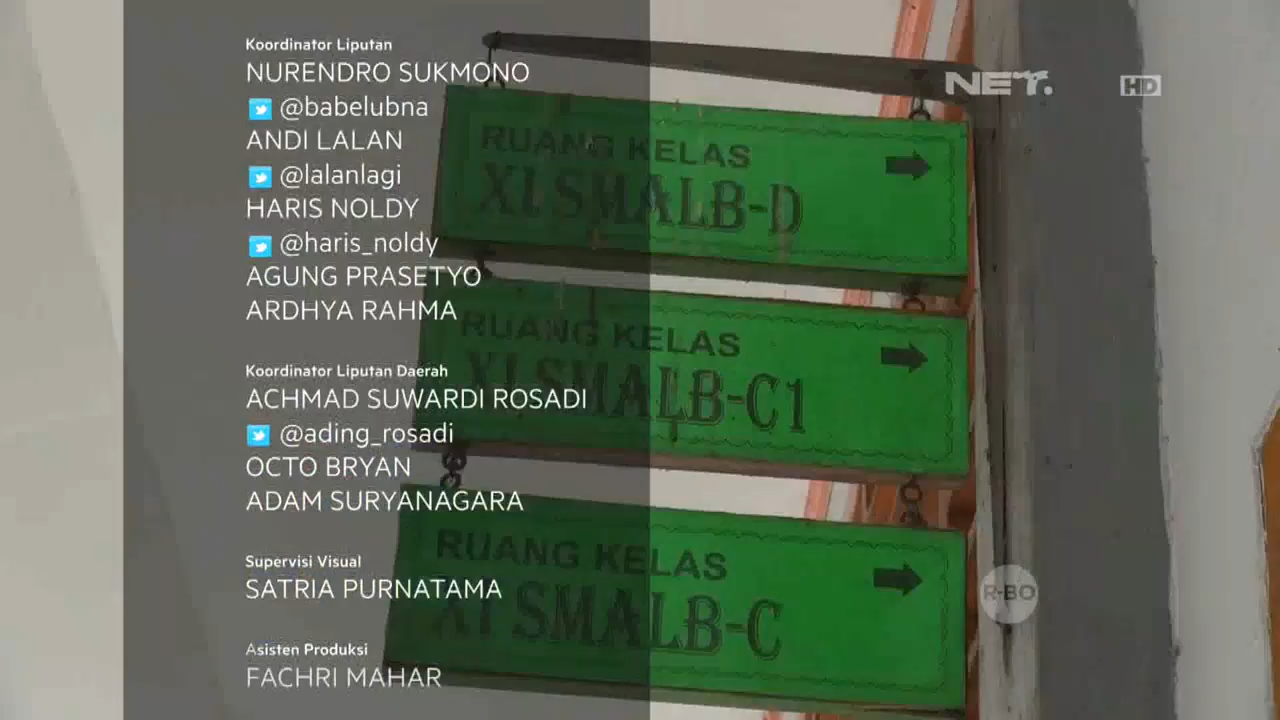 Koordinator Liputan
NURENDRO SUKMONO
@babelubna
ANDI LALAN
@lalanlagi
HARIS NOLDY
@haris_noldy
AGUNG PRASETYO
ARDHYA RAHMA
Koordinator Liputan Daerah
ACHMAD SUWARDI ROSADI
@ading_rosadi
OCTO BRYAN
ADAM SURYANAGARA
Supervisi Visual
SATRIA PURNATAMA
Asisten Produksi
FACHRI MAHAR
NET.
HD
RUANG KELAS
XI SMALB-D
RUANG KELAS
XI SMALB-C1
RUANG KELAS
XI SMALB-C
R-BO